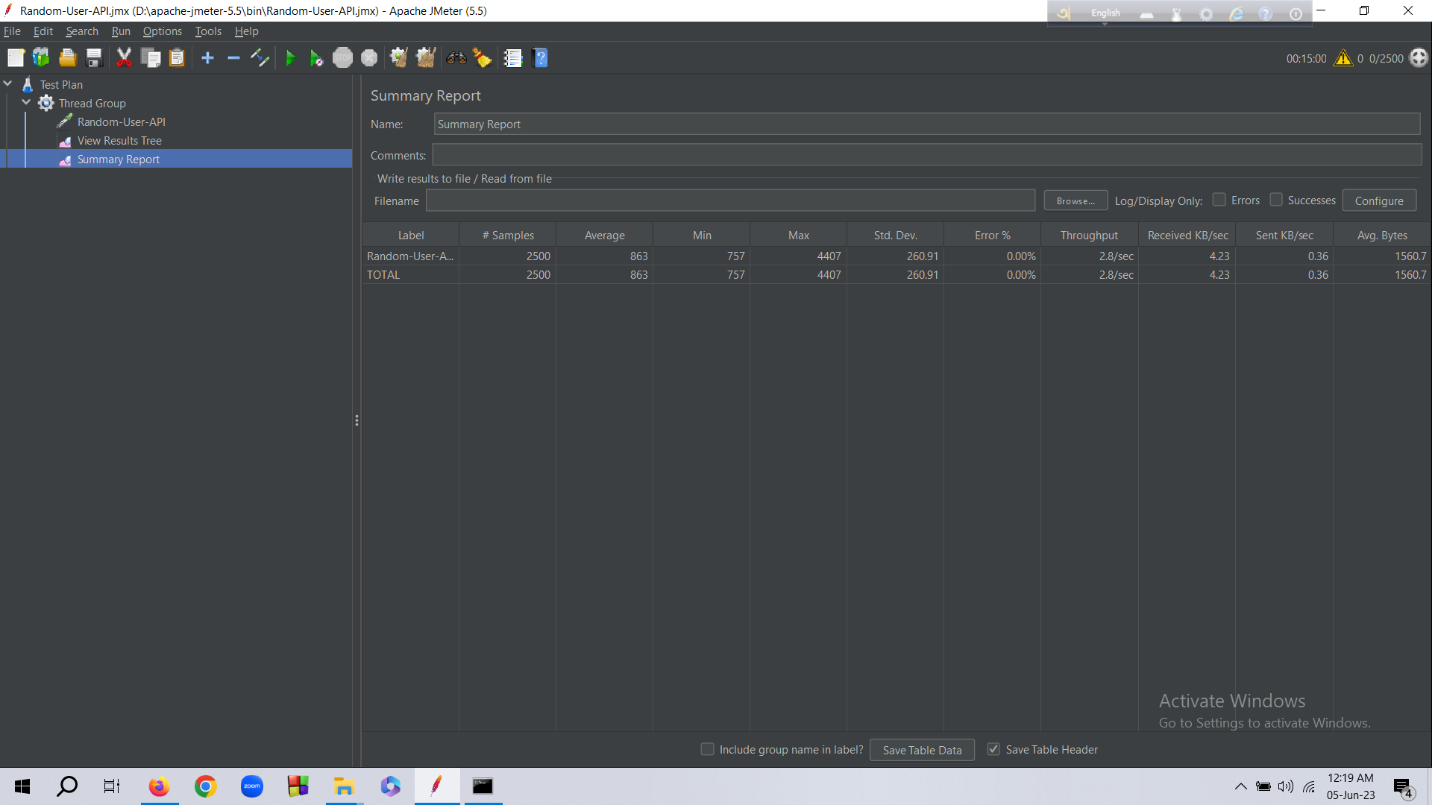 Random-User-API.jmx (D:\apache-jmeter-5.5\bin\Random-User-API.jmx) - Apache JMeter (5.5)
English
File Edit Search Run Options Tools Help
00:15:00 0 0/2500
Test Plan
Thread Group
Random-User-API
View Results Tree
Summary Report
Summary Report
Name: Summary Report
Comments:
Write results to file / Read from file
Filename Browse... Log/Display Only: Errors Successes Configure
Label # Samples Average Min Max Std. Dev. Error % Throughput Received KB/sec Sent KB/sec Avg. Bytes
Random-User-A... 2500 863 757 4407 260.91 0.00% 2.8/sec 4.23 0.36 1560.7
TOTAL 2500 863 757 4407 260.91 0.00% 2.8/sec 4.23 0.36 1560.7
Activate Windows
Go to Settings to activate Windows.
Include group name in label? Save Table Data Save Table Header
zoom
12:19 AM
05-Jun-23
4